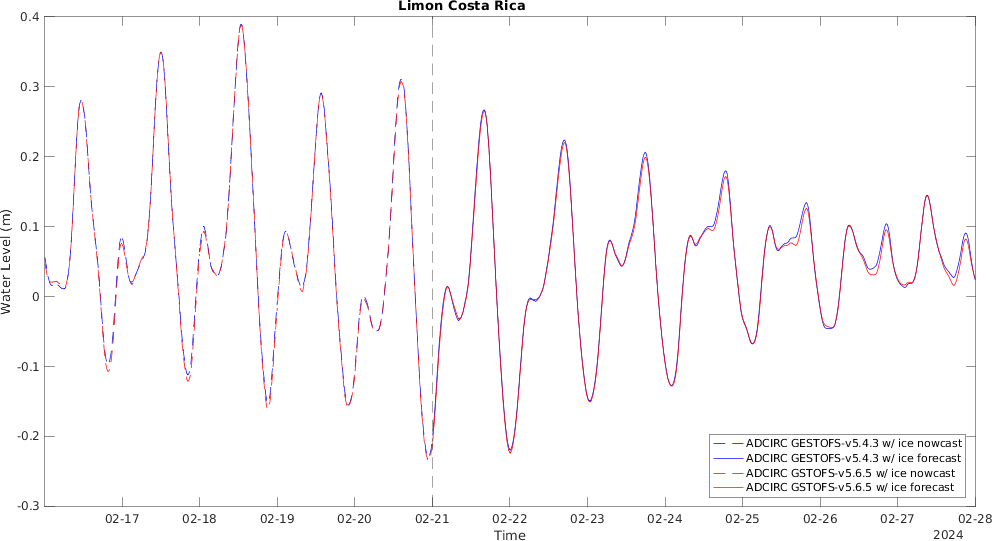 Limon Costa Rica
0.4
0.3
0.2
0.1
0
-0.1
-0.2
-0.3
Water Level (m)
ADCIRC GESTOFS-v5.4.3 w/ ice nowcast
ADCIRC GESTOFS-v5.4.3 w/ ice forecast
ADCIRC GSTOFS-v5.6.5 w/ ice nowcast
ADCIRC GSTOFS-v5.6.5 w/ ice forecast
02-17 02-18 02-19 02-20 02-21 02-22 02-23 02-24 02-25 02-26 02-27 02-28
Time
2024